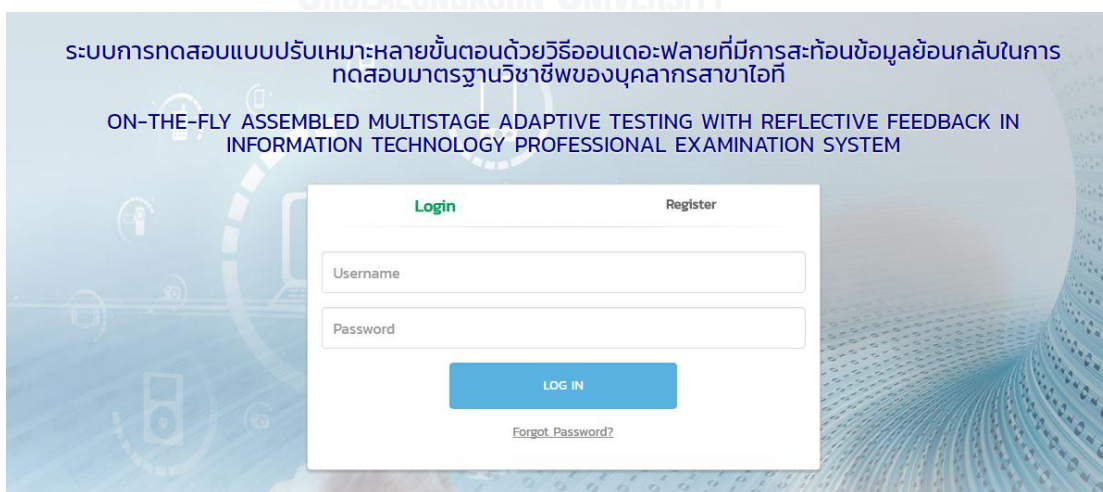 CHULALONGKORN UNIVERSITY
ระบบการทดสอบแบบปรับเหมาะหลายขั้นตอนด้วยวิธีออนเดอะฟลายที่มีการสะท้อนข้อมูลย้อนกลับในการ
ทดสอบมาตรฐานวิชาชีพของบุคลากรสาขาไอที
ON-THE-FLY ASSEMBLED MULTISTAGE ADAPTIVE TESTING WITH REFLECTIVE FEEDBACK IN
INFORMATION TECHNOLOGY PROFESSIONAL EXAMINATION SYSTEM
Login Register
Username
Password
LOG IN
Forgot Password?